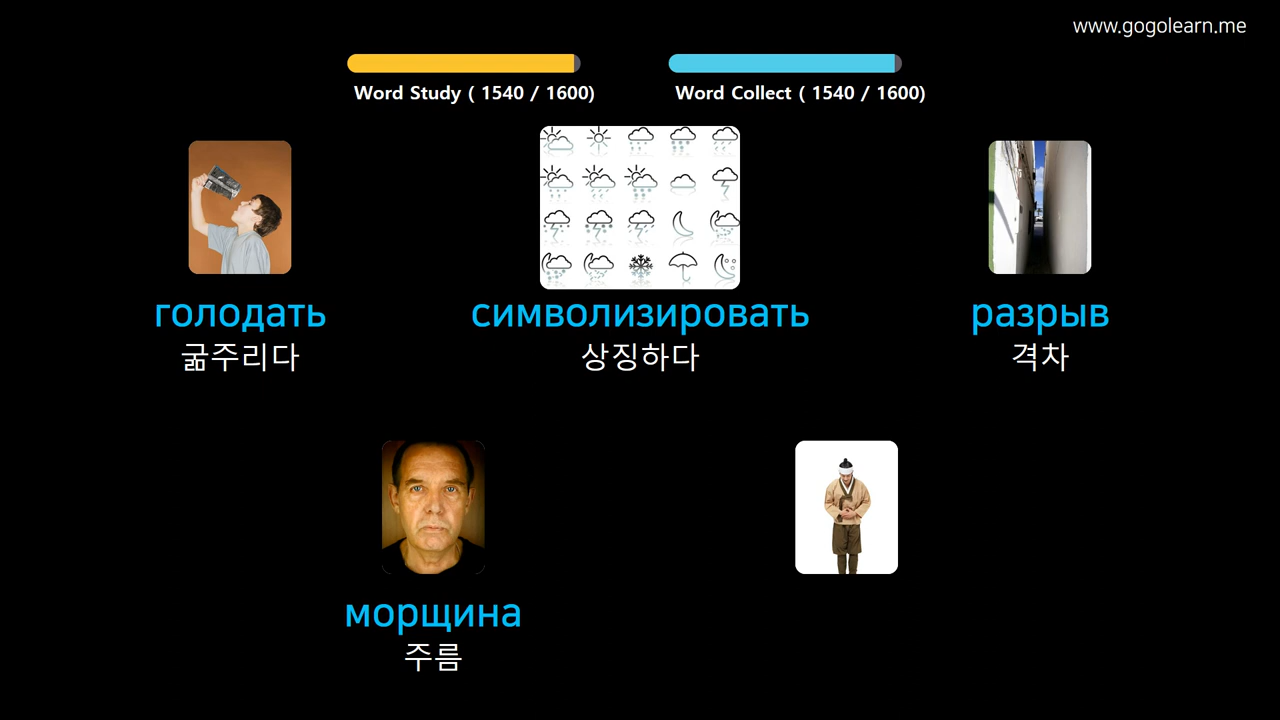 www.gogolearn.me
Word Study ( 1540 / 1600)
Word Collect ( 1540 / 1600)
голодать
굶주리다
символизировать
상징하다
разрыв
격차
морщина
주름